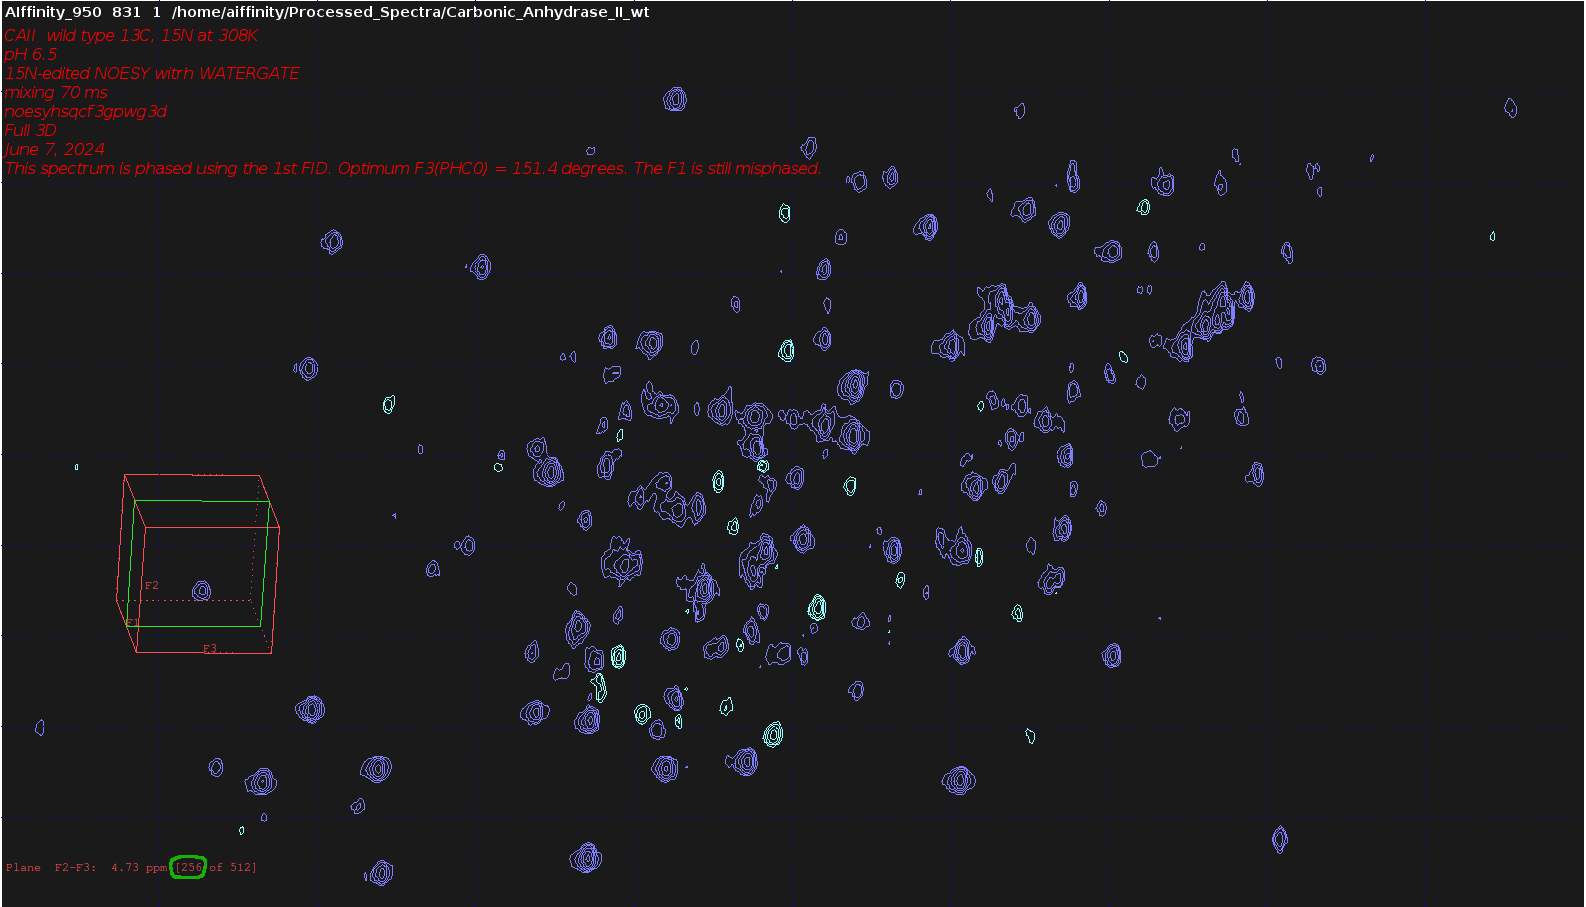 AIffinity_950 831 1 /home/aiffinity/Processed_Spectra/Carbonic_Anhydrase_II_wt
CAII wild type 13C, 15N at 308K
pH 6.5
15N-edited NOESY witrh WATERGATE
mixing 70 ms
noesyhsqcf3gpwg3d
Full 3D
June 7, 2024
This spectrum is phased using the 1st FID. Optimum F3(PHC0) = 151.4 degrees. The F1 is still misphased.
F2
F1
F3
Plane F2-F3: 4.73 ppm [256 of 512]